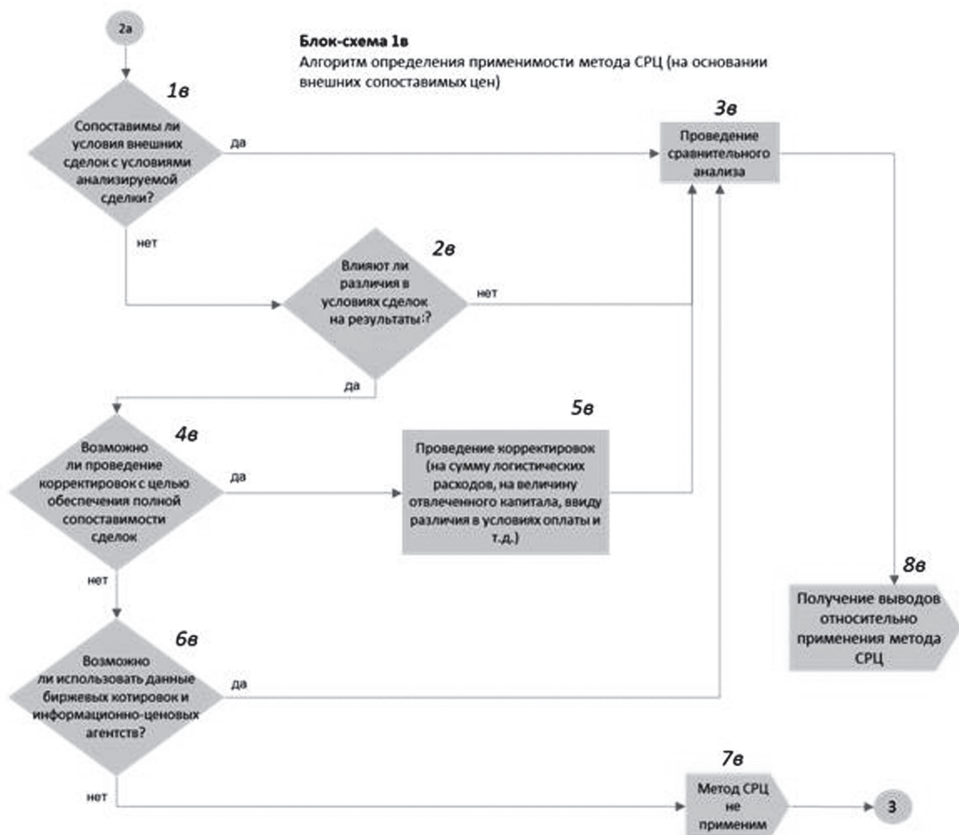 2а
Блок-схема 1в
Алгоритм определения применимости метода СРЦ (на основании
внешних сопоставимых цен)
1в
Сопоставимы ли
условия внешних
сделок с условиями
анализируемой
сделки?
да
нет
3в
Проведение
сравнительного
анализа
2в
Влияют ли
различия в
условиях сделок
на результаты:?
нет
да
4в
Возможно
ли проведение
корректировок с целью
обеспечения полной
сопоставимости
сделок
да
нет
5в
Проведение корректировок
(на сумму логистических
расходов, на величину
отвлеченного капитала, ввиду
различия в условиях оплаты и
т.д.)
8в
Получение выводов
относительно
применения метода
СРЦ
6в
Возможно
ли использовать данные
биржевых котировок и
информационно-ценовых
агентств?
да
нет
7в
Метод СРЦ
не
применим
3